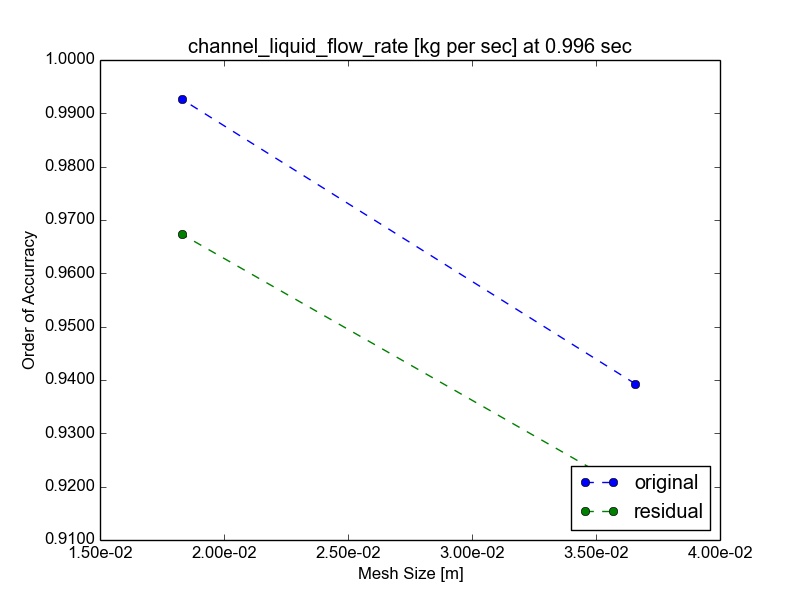 channel_liquid_flow_rate [kg per sec] at 0.996 sec
1.0000
0.9900
0.9800
0.9700
0.9600
0.9500
0.9400
0.9300
0.9200
0.9100
Order of Accurracy
original
residual
1.50e-02 2.00e-02 2.50e-02 3.00e-02 3.50e-02 4.00e-02
Mesh Size [m]